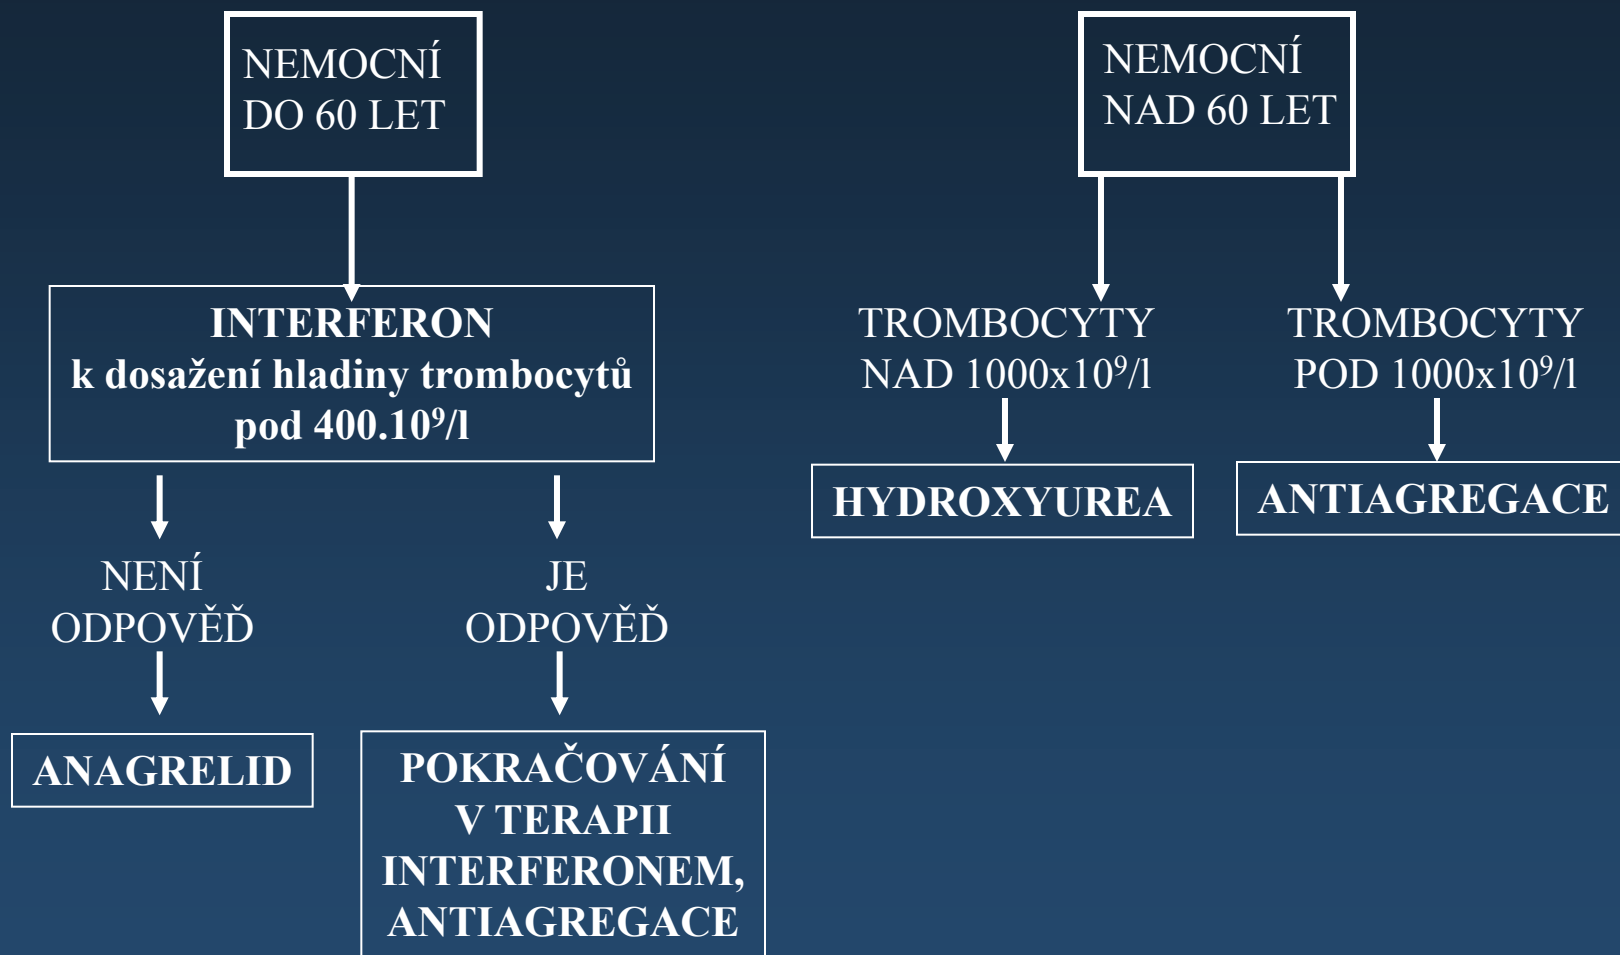 NEMOCNÍ
DO 60 LET
NEMOCNÍ
NAD 60 LET
INTERFERON
k dosažení hladiny trombocytů
pod 400.10⁹/l
TROMBOCYTY
NAD 1000x10⁹/l
TROMBOCYTY
POD 1000x10⁹/l
HYDROXYUREA
ANTIAGREGACE
NENÍ
ODPOVĚĎ
JE
ODPOVĚĎ
ANAGRELID
POKRAČOVÁNÍ
V TERAPII
INTERFERONEM,
ANTIAGREGACE